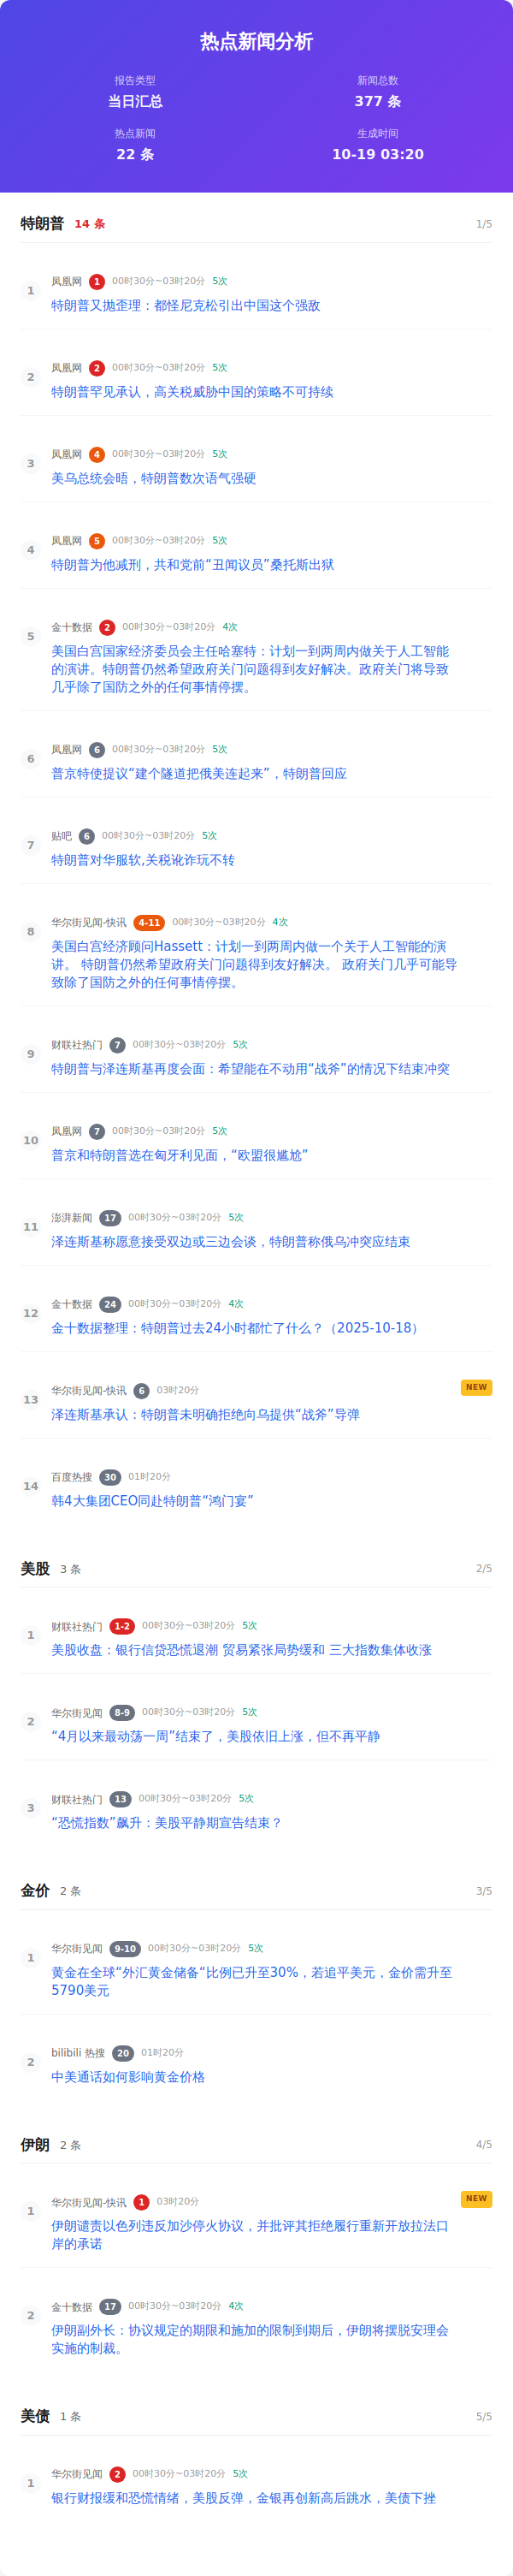 热点新闻分析
报告类型
当日汇总
新闻总数
377 条
热点新闻
22 条
生成时间
10-19 03:20
特朗普 14 条 1/5
1
凤凰网 1 00时30分~03时20分 5次
特朗普又抛歪理：都怪尼克松引出中国这个强敌
2
凤凰网 2 00时30分~03时20分 5次
特朗普罕见承认，高关税威胁中国的策略不可持续
3
凤凰网 4 00时30分~03时20分 5次
美乌总统会晤，特朗普数次语气强硬
4
凤凰网 5 00时30分~03时20分 5次
特朗普为他减刑，共和党前“丑闻议员”桑托斯出狱
5
金十数据 2 00时30分~03时20分 4次
美国白宫国家经济委员会主任哈塞特：计划一到两周内做关于人工智能
的演讲。特朗普仍然希望政府关门问题得到友好解决。政府关门将导致
几乎除了国防之外的任何事情停摆。
6
凤凰网 6 00时30分~03时20分 5次
普京特使提议“建个隧道把俄美连起来”，特朗普回应
7
贴吧 6 00时30分~03时20分 5次
特朗普对华服软,关税讹诈玩不转
8
华尔街见闻-快讯 4-11 00时30分~03时20分 4次
美国白宫经济顾问Hassett：计划一到两周内做一个关于人工智能的演
讲。 特朗普仍然希望政府关门问题得到友好解决。 政府关门几乎可能导
致除了国防之外的任何事情停摆。
9
财联社热门 7 00时30分~03时20分 5次
特朗普与泽连斯基再度会面：希望能在不动用“战斧”的情况下结束冲突
10
凤凰网 7 00时30分~03时20分 5次
普京和特朗普选在匈牙利见面，“欧盟很尴尬”
11
澎湃新闻 17 00时30分~03时20分 5次
泽连斯基称愿意接受双边或三边会谈，特朗普称俄乌冲突应结束
12
金十数据 24 00时30分~03时20分 4次
金十数据整理：特朗普过去24小时都忙了什么？（2025-10-18）
13
华尔街见闻-快讯 6 03时20分 NEW
泽连斯基承认：特朗普未明确拒绝向乌提供“战斧”导弹
14
百度热搜 30 01时20分
韩4大集团CEO同赴特朗普“鸿门宴”
美股 3 条 2/5
1
财联社热门 1-2 00时30分~03时20分 5次
美股收盘：银行信贷恐慌退潮 贸易紧张局势缓和 三大指数集体收涨
2
华尔街见闻 8-9 00时30分~03时20分 5次
“4月以来最动荡一周”结束了，美股依旧上涨，但不再平静
3
财联社热门 13 00时30分~03时20分 5次
“恐慌指数”飙升：美股平静期宣告结束？
金价 2 条 3/5
1
华尔街见闻 9-10 00时30分~03时20分 5次
黄金在全球“外汇黄金储备“比例已升至30%，若追平美元，金价需升至
5790美元
2
bilibili 热搜 20 01时20分
中美通话如何影响黄金价格
伊朗 2 条 4/5
1
华尔街见闻-快讯 1 03时20分 NEW
伊朗谴责以色列违反加沙停火协议，并批评其拒绝履行重新开放拉法口
岸的承诺
2
金十数据 17 00时30分~03时20分 4次
伊朗副外长：协议规定的期限和施加的限制到期后，伊朗将摆脱安理会
实施的制裁。
美债 1 条 5/5
1
华尔街见闻 2 00时30分~03时20分 5次
银行财报缓和恐慌情绪，美股反弹，金银再创新高后跳水，美债下挫